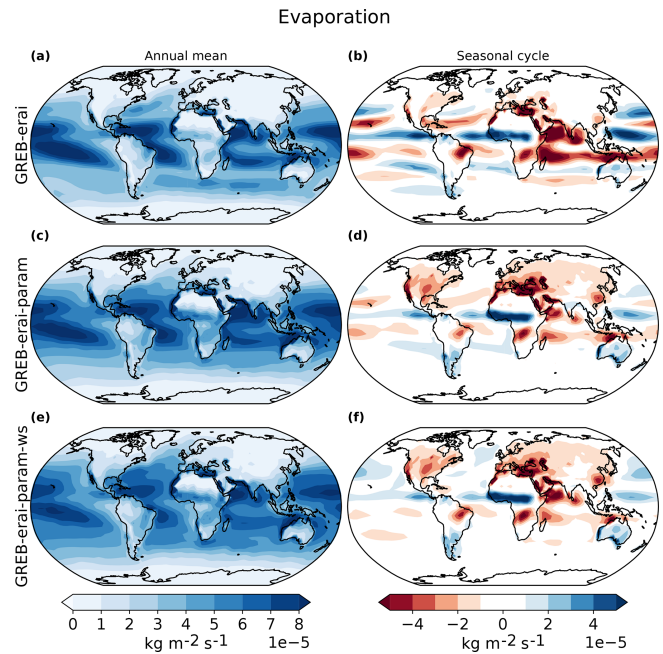 Evaporation
(a) Annual mean
(b) Seasonal cycle
GREB-erai
(c)
(d)
GREB-erai-param
(e)
(f)
GREB-erai-param-ws
0 1 2 3 4 5 6 7 8
kg m-2 s-1 1e−5
−4 −2 0 2 4
kg m-2 s-1 1e−5